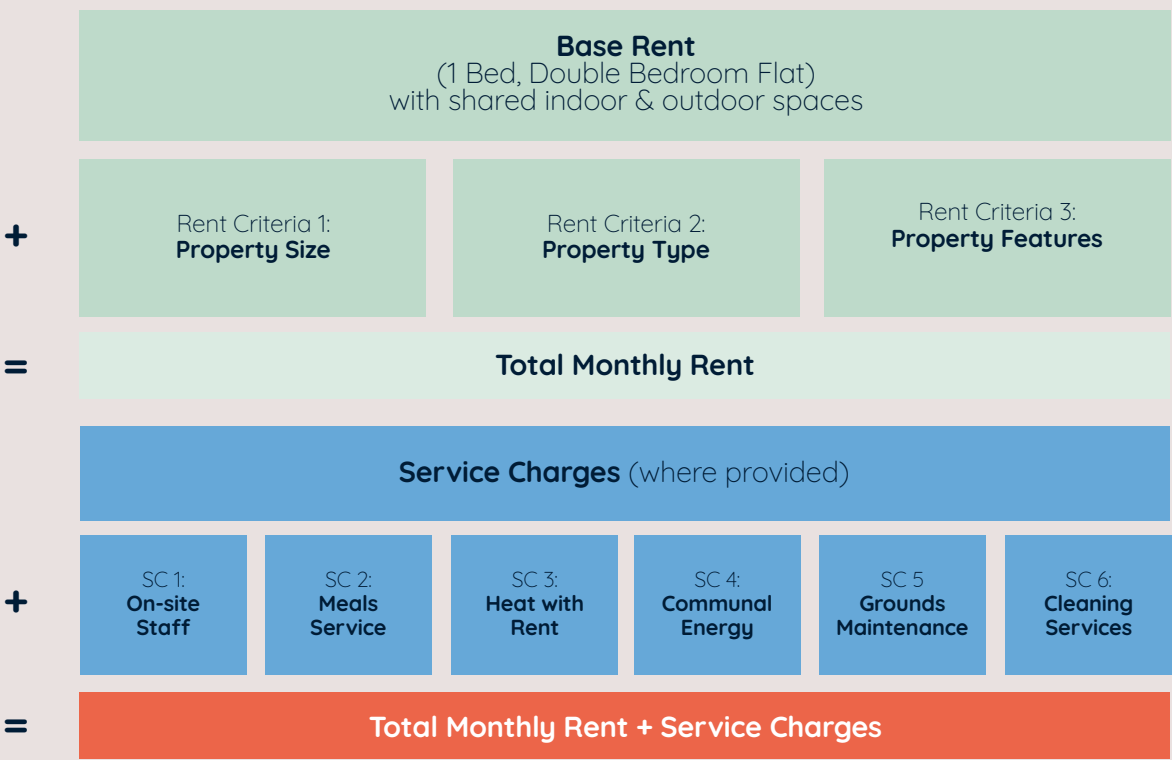 Base Rent
(1 Bed, Double Bedroom Flat)
with shared indoor & outdoor spaces
+
Rent Criteria 1:
Property Size
Rent Criteria 2:
Property Type
Rent Criteria 3:
Property Features
=
Total Monthly Rent
Service Charges (where provided)
+
SC 1:
On-site
Staff
SC 2:
Meals
Service
SC 3:
Heat with
Rent
SC 4:
Communal
Energy
SC 5
Grounds
Maintenance
SC 6:
Cleaning
Services
=
Total Monthly Rent + Service Charges